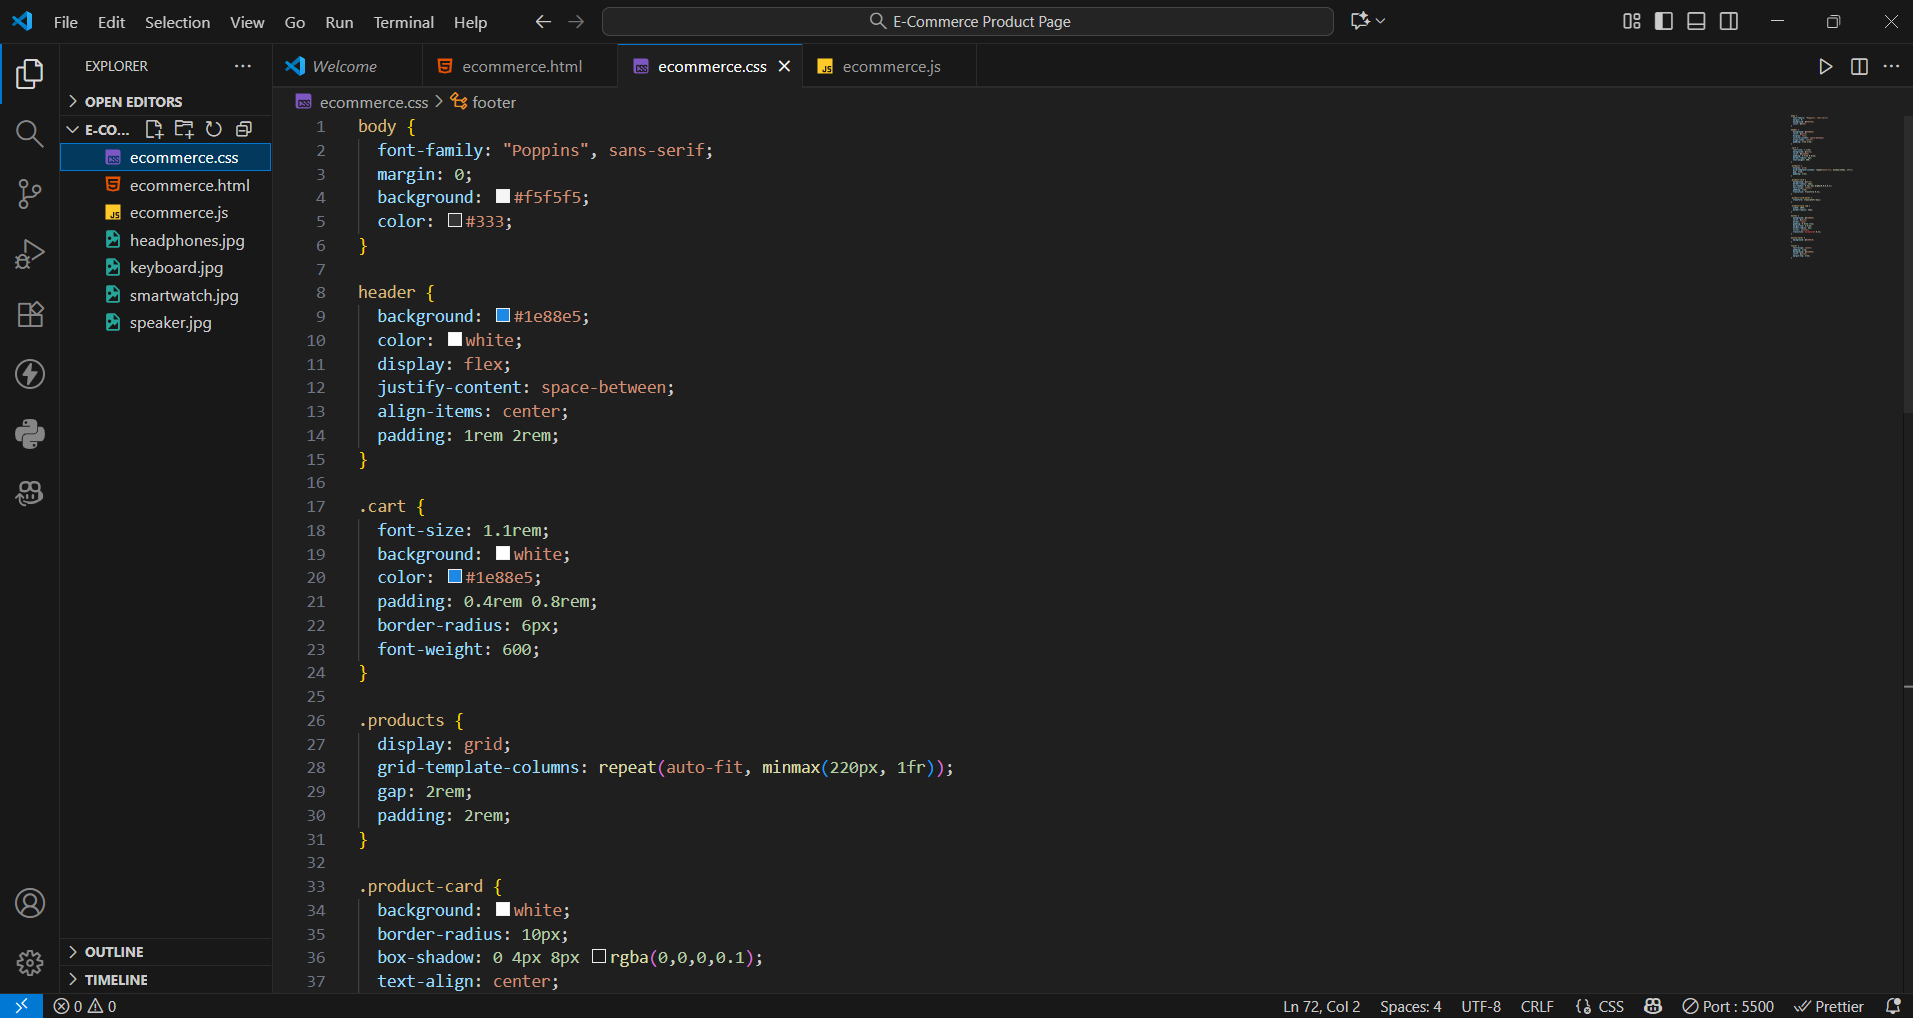 File Edit Selection View Go Run Terminal Help
E-Commerce Product Page
EXPLORER
OPEN EDITORS
E-CO...
ecommerce.css
ecommerce.html
ecommerce.js
headphones.jpg
keyboard.jpg
smartwatch.jpg
speaker.jpg
OUTLINE
TIMELINE
Welcome ecommerce.html ecommerce.css ecommerce.js
ecommerce.css > footer
1 body {
2 font-family: "Poppins", sans-serif;
3 margin: 0;
4 background: #f5f5f5;
5 color: #333;
6 }
7
8 header {
9 background: #1e88e5;
10 color: white;
11 display: flex;
12 justify-content: space-between;
13 align-items: center;
14 padding: 1rem 2rem;
15 }
16
17 .cart {
18 font-size: 1.1rem;
19 background: white;
20 color: #1e88e5;
21 padding: 0.4rem 0.8rem;
22 border-radius: 6px;
23 font-weight: 600;
24 }
25
26 .products {
27 display: grid;
28 grid-template-columns: repeat(auto-fit, minmax(220px, 1fr));
29 gap: 2rem;
30 padding: 2rem;
31 }
32
33 .product-card {
34 background: white;
35 border-radius: 10px;
36 box-shadow: 0 4px 8px rgba(0,0,0,0.1);
37 text-align: center;
0 0 Ln 72, Col 2 Spaces: 4 UTF-8 CRLF CSS Port : 5500 Prettier